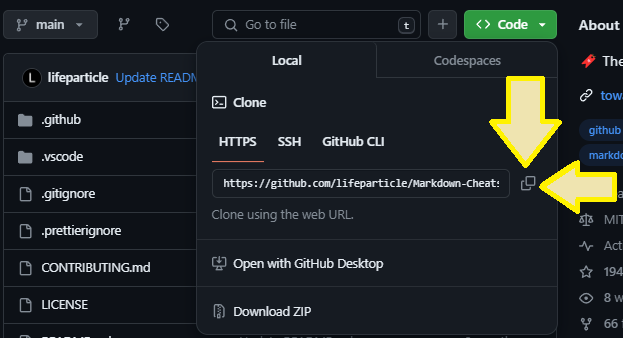 main
Go to file
t
Code
About
Local
Codespaces
lifeparticle
Update READM
The
Clone
towa
HTTPS
SSH
GitHub CLI
.github
github
.vscode
markdo
https://github.com/lifeparticle/Markdown-Cheats
.gitignore
Clone using the web URL.
.prettierignore
MIT
Act
CONTRIBUTING.md
Open with GitHub Desktop
194
8 w
LICENSE
Download ZIP
66 f